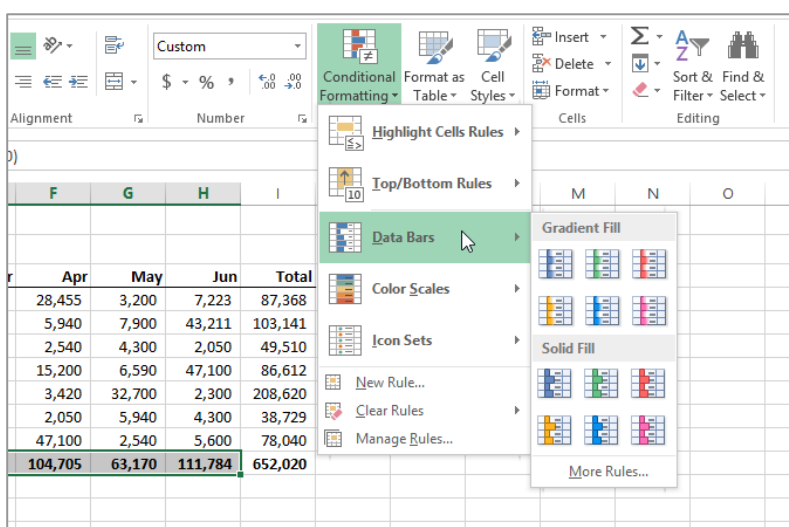 Custom
Insert
Delete
Format
$ % ,
.00 .0
.00 .0
Conditional Formatting
Format as Table
Cell Styles
Sort & Filter
Find & Select
Alignment
Number
Cells
Editing
Highlight Cells Rules
Top/Bottom Rules
10
Data Bars
Color Scales
Icon Sets
New Rule...
Clear Rules
Manage Rules...
Gradient Fill
Solid Fill
More Rules...
0)
F G H I M N O
r Apr May Jun Total
28,455 3,200 7,223 87,368
5,940 7,900 43,211 103,141
2,540 4,300 2,050 49,510
15,200 6,590 47,100 86,612
3,420 32,700 2,300 208,620
2,050 5,940 4,300 38,729
47,100 2,540 5,600 78,040
104,705 63,170 111,784 652,020